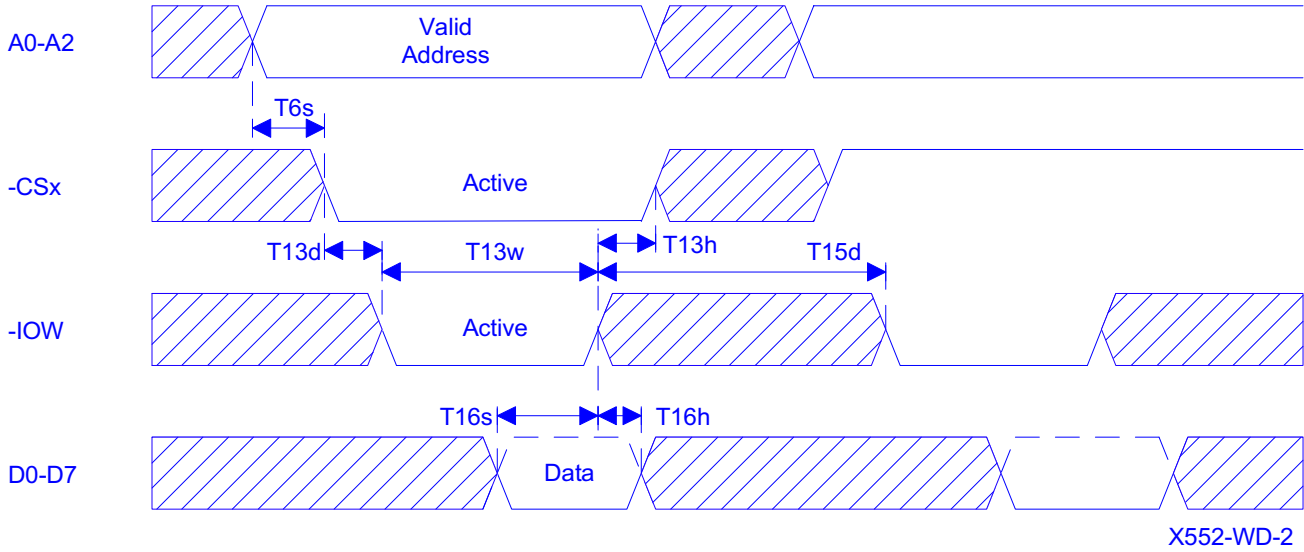 A0-A2
Valid
Address
T6s
-CSx
Active
T13d
T13w
T13h
T15d
-IOW
Active
T16s
T16h
D0-D7
Data
X552-WD-2